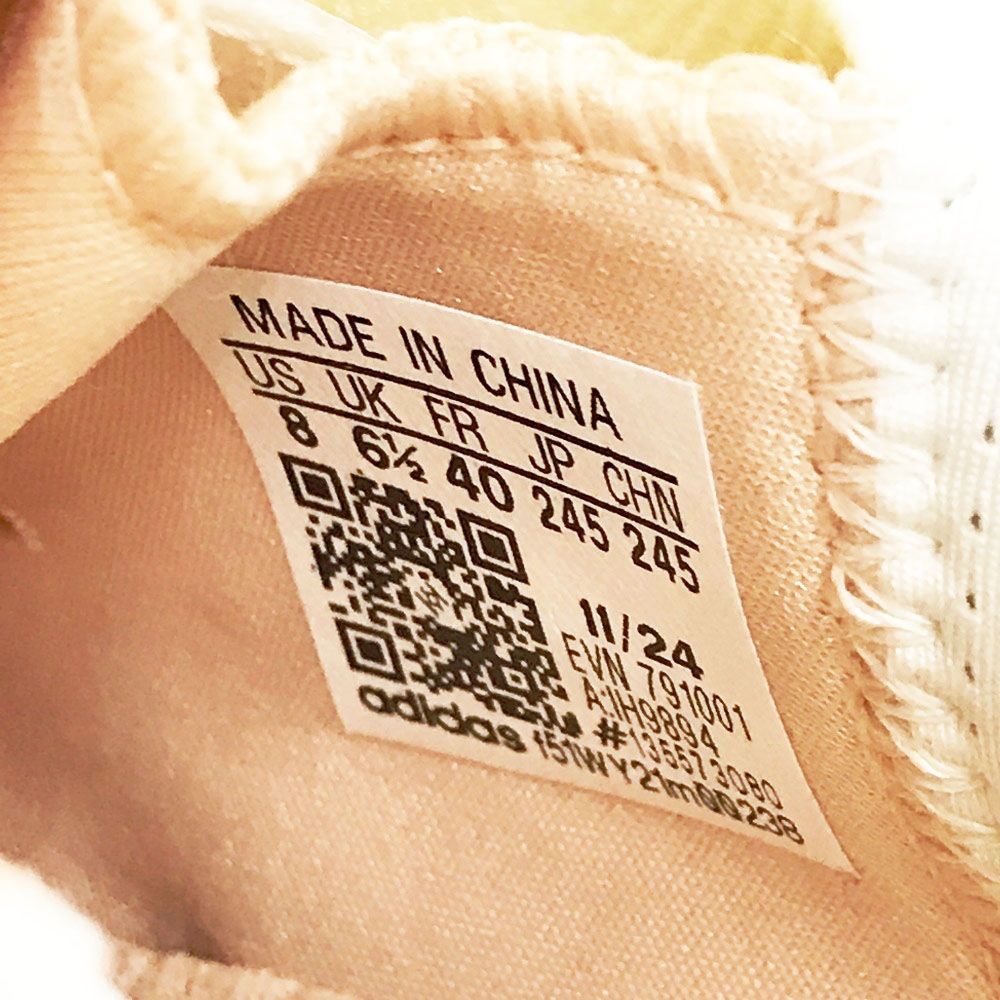 MADE IN CHINA
US UK FR JP CHN
8 6½ 40 245 245
11/24
EVN 791001
A:IH9894
#135573080
adidas f51WY21mQQ238